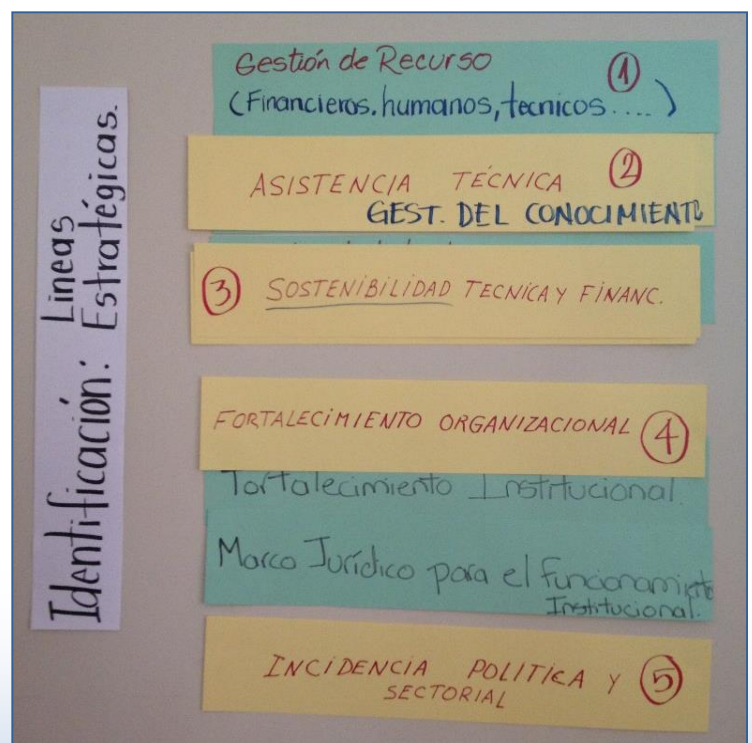 Identificación: Lineas
Estratégicas.
Gestión de Recurso ①
(Financieros, humanos, tecnicos....)
ASISTENCIA TÉCNICA ②
GEST. DEL CONOCIMIENTO
③ SOSTENIBILIDAD TECNICA Y FINANC.
FORTALECIMIENTO ORGANIZACIONAL ④
Fortalecimiento Institucional.
Marco Jurídico para el funcionamiento
Institucional.
INCIDENCIA POLITICA Y ⑤
SECTORIAL